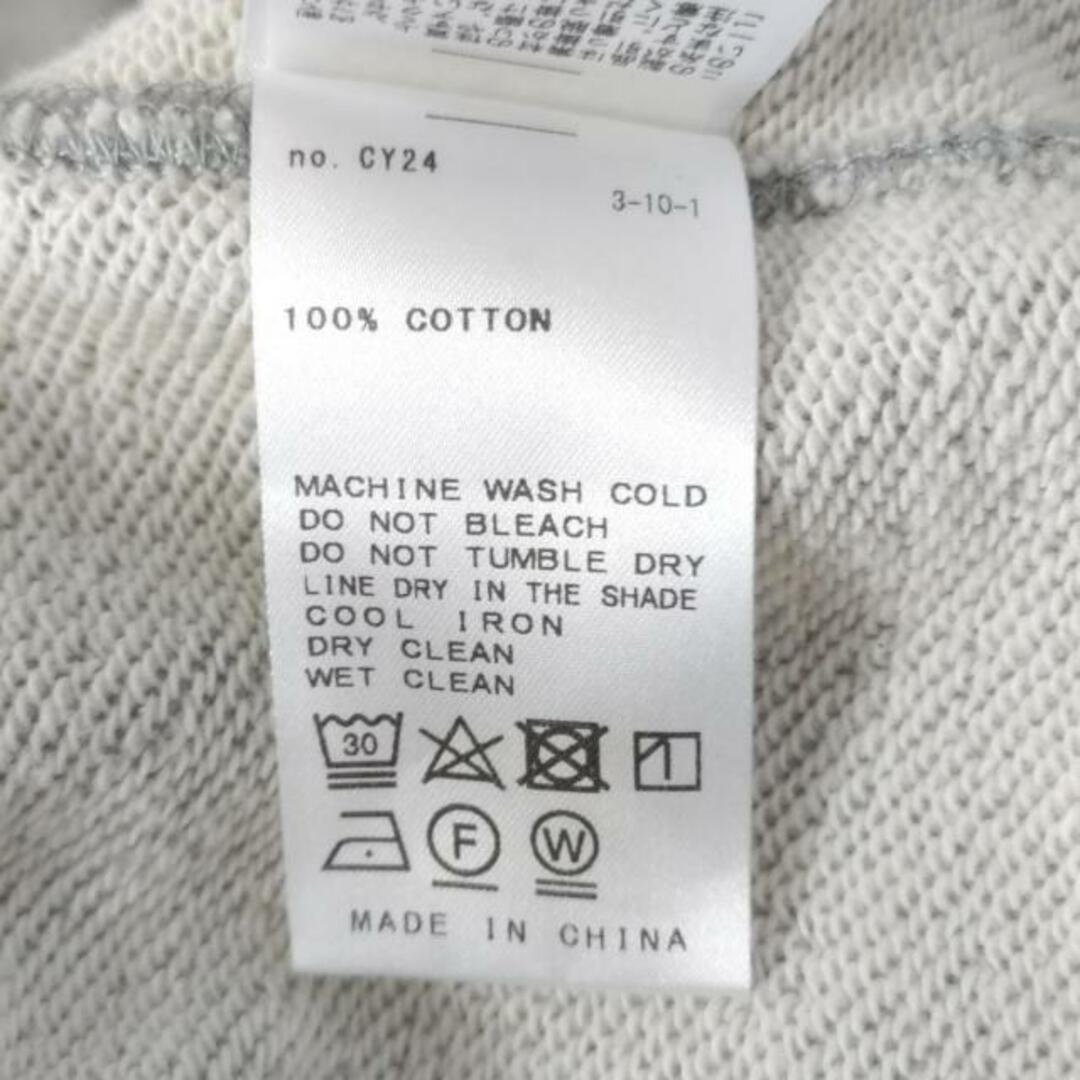 no. CY24
3-10-1
100% COTTON
MACHINE WASH COLD
DO NOT BLEACH
DO NOT TUMBLE DRY
LINE DRY IN THE SHADE
COOL IRON
DRY CLEAN
WET CLEAN
30
F W
MADE IN CHINA